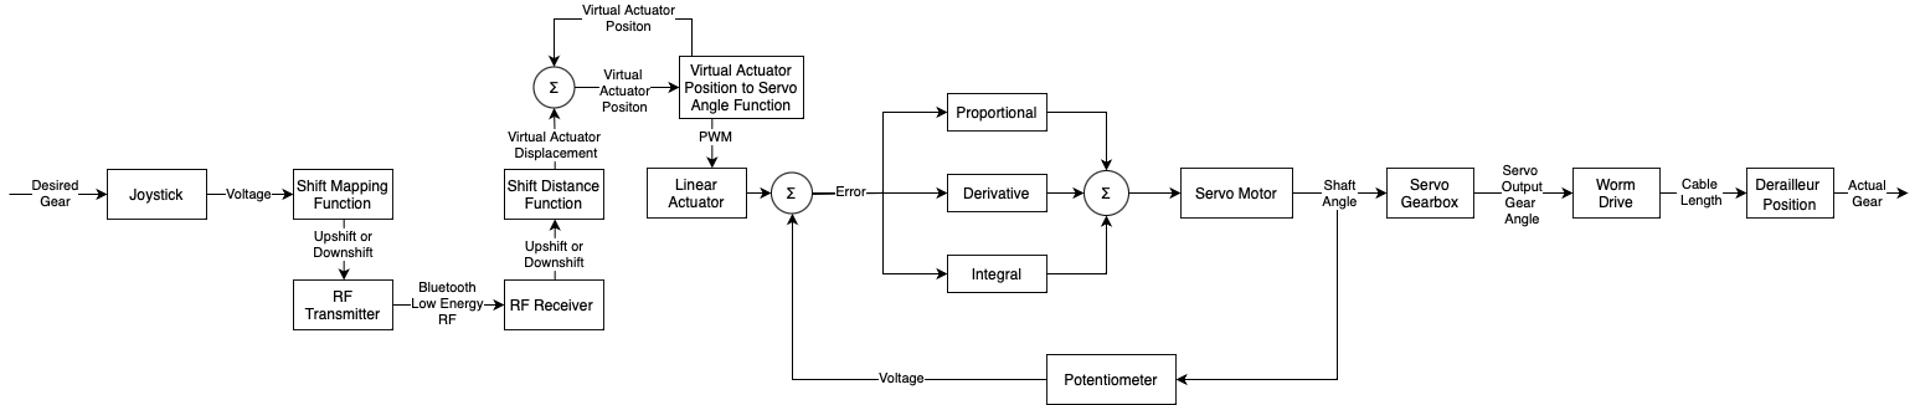 Desired
Gear
Joystick
Voltage
Shift Mapping
Function
Upshift or
Downshift
RF
Transmitter
Bluetooth
Low Energy
RF
RF Receiver
Upshift or
Downshift
Shift Distance
Function
Virtual Actuator
Displacement
Σ
Virtual Actuator
Positon
Virtual
Actuator
Positon
Virtual Actuator
Position to Servo
Angle Function
PWM
Linear
Actuator
Σ
Error
Proportional
Derivative
Integral
Σ
Servo Motor
Shaft
Angle
Potentiometer
Voltage
Servo
Gearbox
Servo
Output
Gear
Angle
Worm
Drive
Cable
Length
Derailleur
Position
Actual
Gear